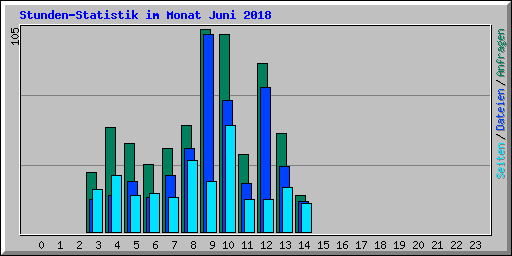 Stunden-Statistik im Monat Juni 2018
105
Seiten / Dateien / Anfragen
0 1 2 3 4 5 6 7 8 9 10 11 12 13 14 15 16 17 18 19 20 21 22 23